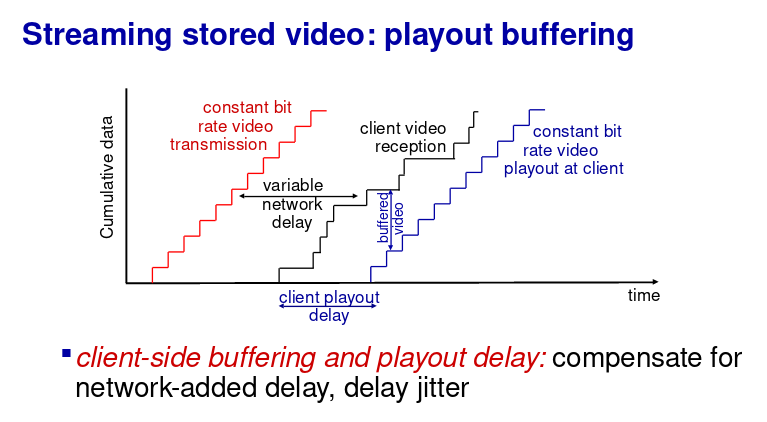 Streaming stored video: playout buffering
constant bit
rate video
transmission
client video
reception
constant bit
rate video
playout at client
variable
network
delay
buffered
video
Cumulative data
client playout
delay
time
client-side buffering and playout delay: compensate for
network-added delay, delay jitter